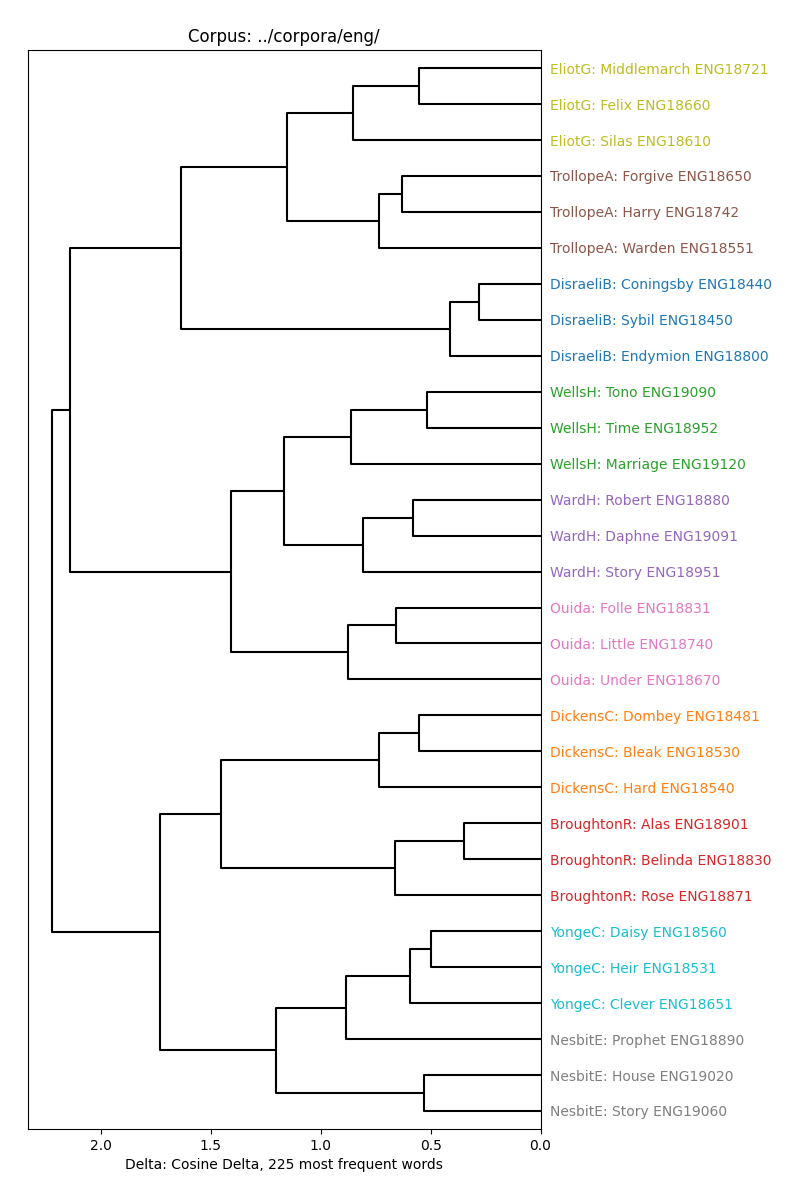 Corpus: ../corpora/eng/
EliotG: Middlemarch ENG18721
EliotG: Felix ENG18660
EliotG: Silas ENG18610
TrollopeA: Forgive ENG18650
TrollopeA: Harry ENG18742
TrollopeA: Warden ENG18551
DisraeliB: Coningsby ENG18440
DisraeliB: Sybil ENG18450
DisraeliB: Endymion ENG18800
WellsH: Tono ENG19090
WellsH: Time ENG18952
WellsH: Marriage ENG19120
WardH: Robert ENG18880
WardH: Daphne ENG19091
WardH: Story ENG18951
Ouida: Folle ENG18831
Ouida: Little ENG18740
Ouida: Under ENG18670
DickensC: Dombey ENG18481
DickensC: Bleak ENG18530
DickensC: Hard ENG18540
BroughtonR: Alas ENG18901
BroughtonR: Belinda ENG18830
BroughtonR: Rose ENG18871
YongeC: Daisy ENG18560
YongeC: Heir ENG18531
YongeC: Clever ENG18651
NesbitE: Prophet ENG18890
NesbitE: House ENG19020
NesbitE: Story ENG19060
2.0 1.5 1.0 0.5 0.0
Delta: Cosine Delta, 225 most frequent words